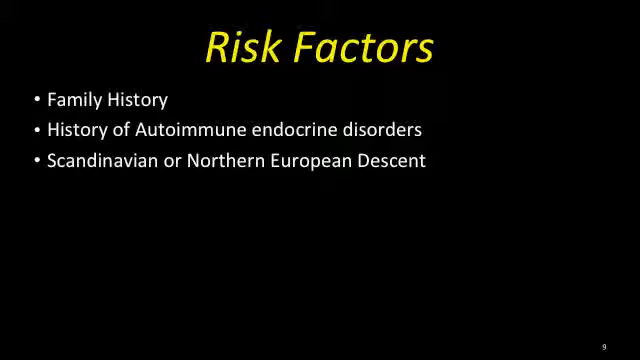 Risk Factors
• Family History
• History of Autoimmune endocrine disorders
• Scandinavian or Northern European Descent
9